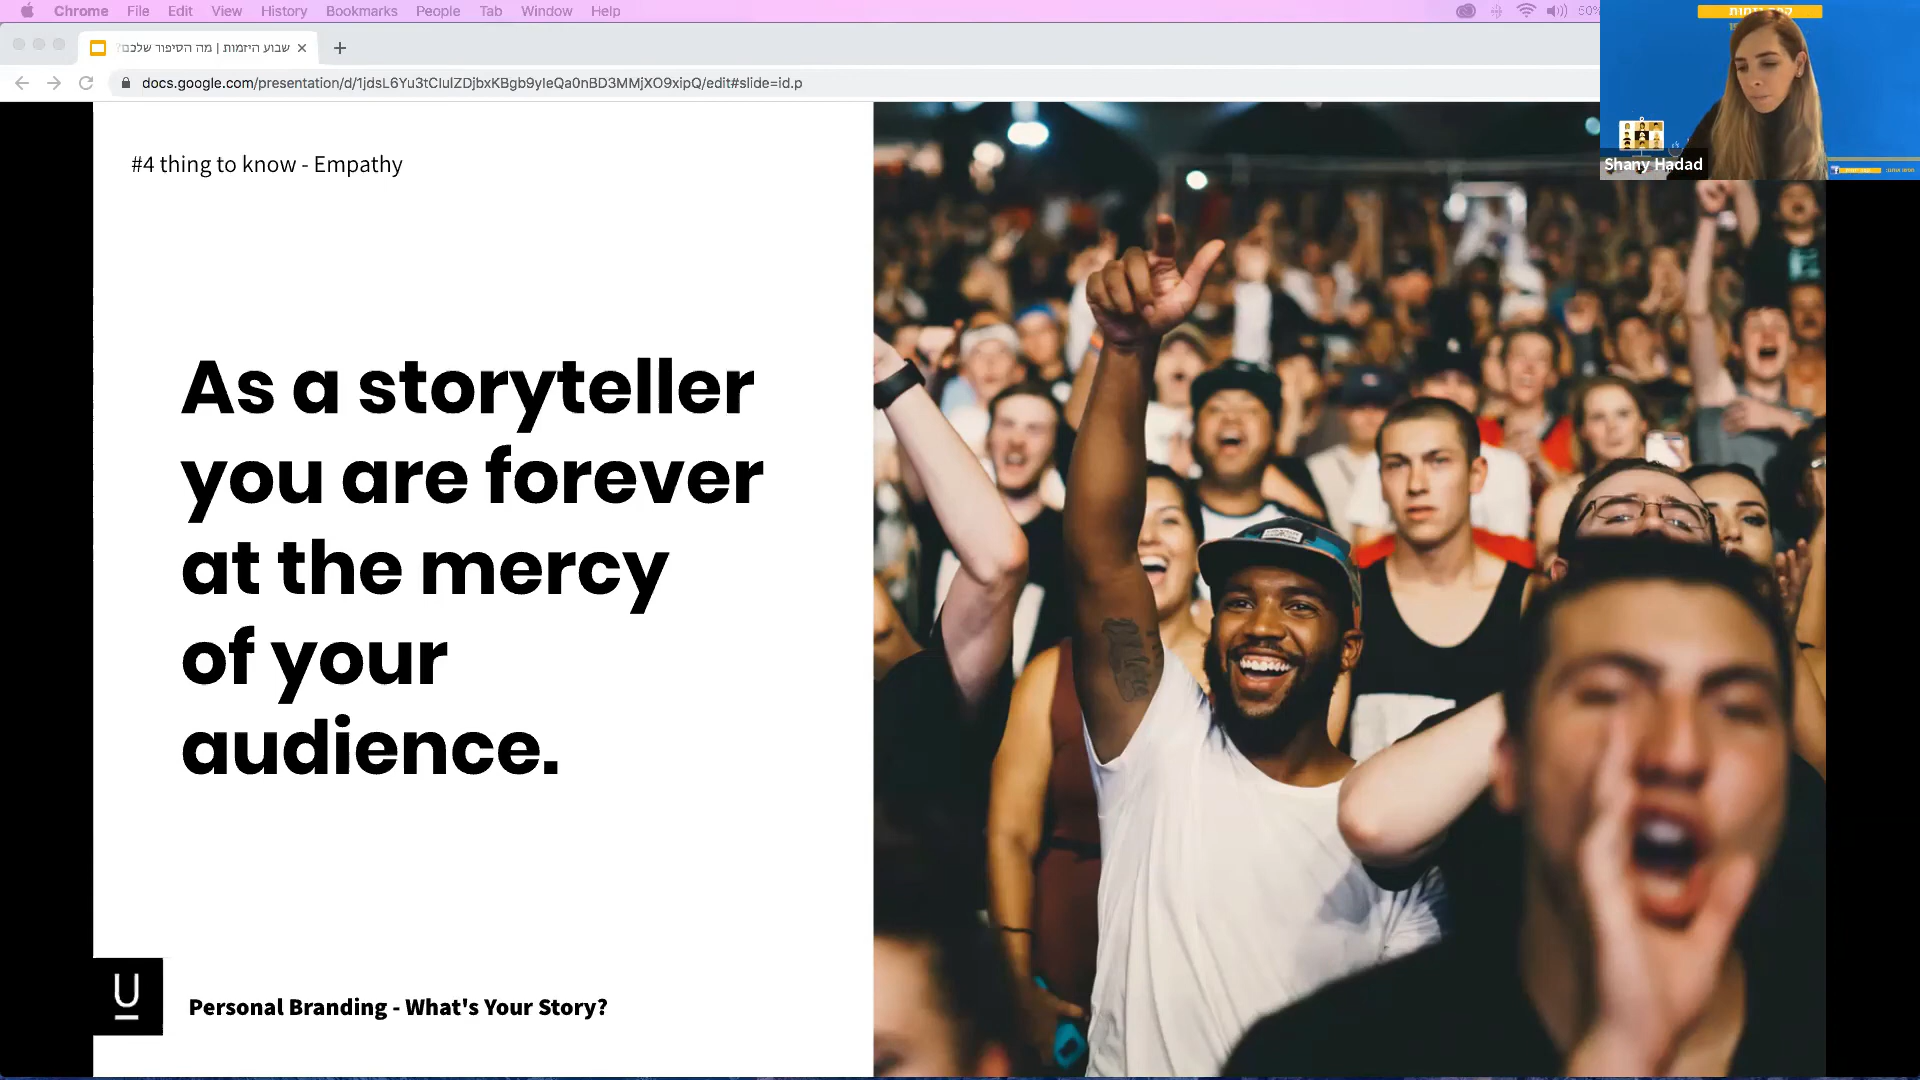 Chrome File Edit View History Bookmarks People Tab Window Help
50%
שבוע היזמות | מה הסיפור שלכם?
docs.google.com/presentation/d/1jdsL6Yu3tCIulZDjbxKBgb9yIeQa0nBD3MMjXO9xipQ/edit#slide=id.p
Shany Hadad
#4 thing to know - Empathy
As a storyteller
you are forever
at the mercy
of your
audience.
U
Personal Branding - What's Your Story?